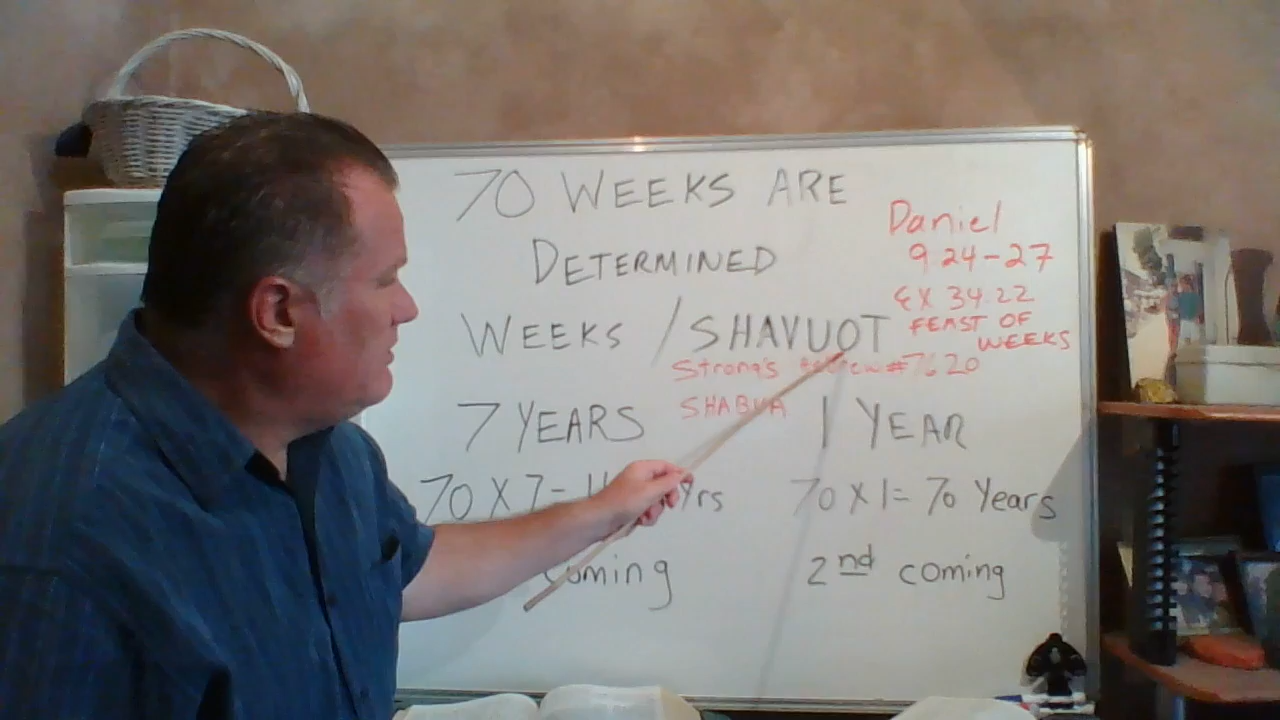 70 WEEKS ARE
DETERMINED
Daniel
9 24-27
EX 34.22
FEAST OF
WEEKS
WEEKS / SHAVUOT
Strong's #7620
SHABUA
7 YEARS
1 YEAR
70 X 7 = Yrs
70 X 1 = 70 Years
coming
2nd coming